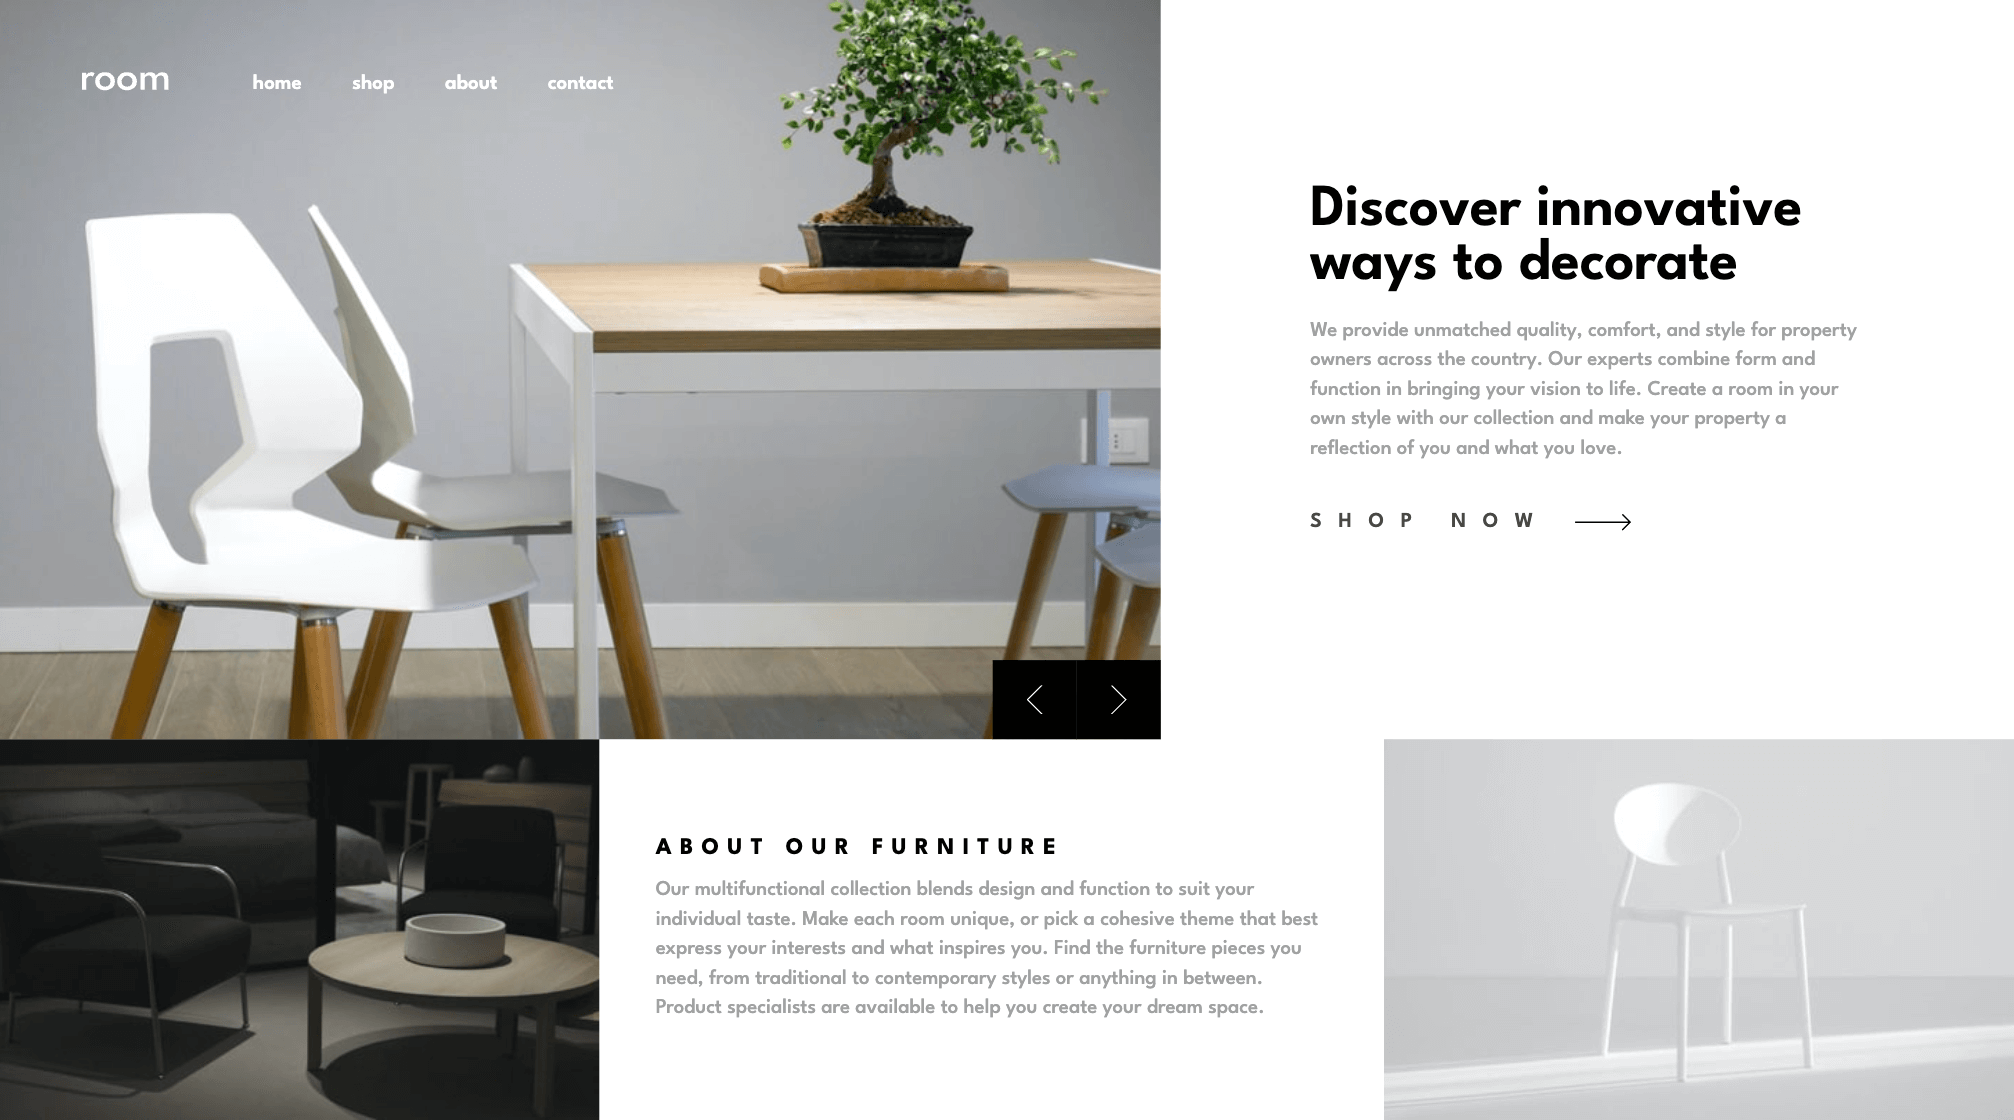 room
home shop about contact
Discover innovative
ways to decorate
We provide unmatched quality, comfort, and style for property
owners across the country. Our experts combine form and
function in bringing your vision to life. Create a room in your
own style with our collection and make your property a
reflection of you and what you love.
SHOP NOW
ABOUT OUR FURNITURE
Our multifunctional collection blends design and function to suit your
individual taste. Make each room unique, or pick a cohesive theme that best
express your interests and what inspires you. Find the furniture pieces you
need, from traditional to contemporary styles or anything in between.
Product specialists are available to help you create your dream space.